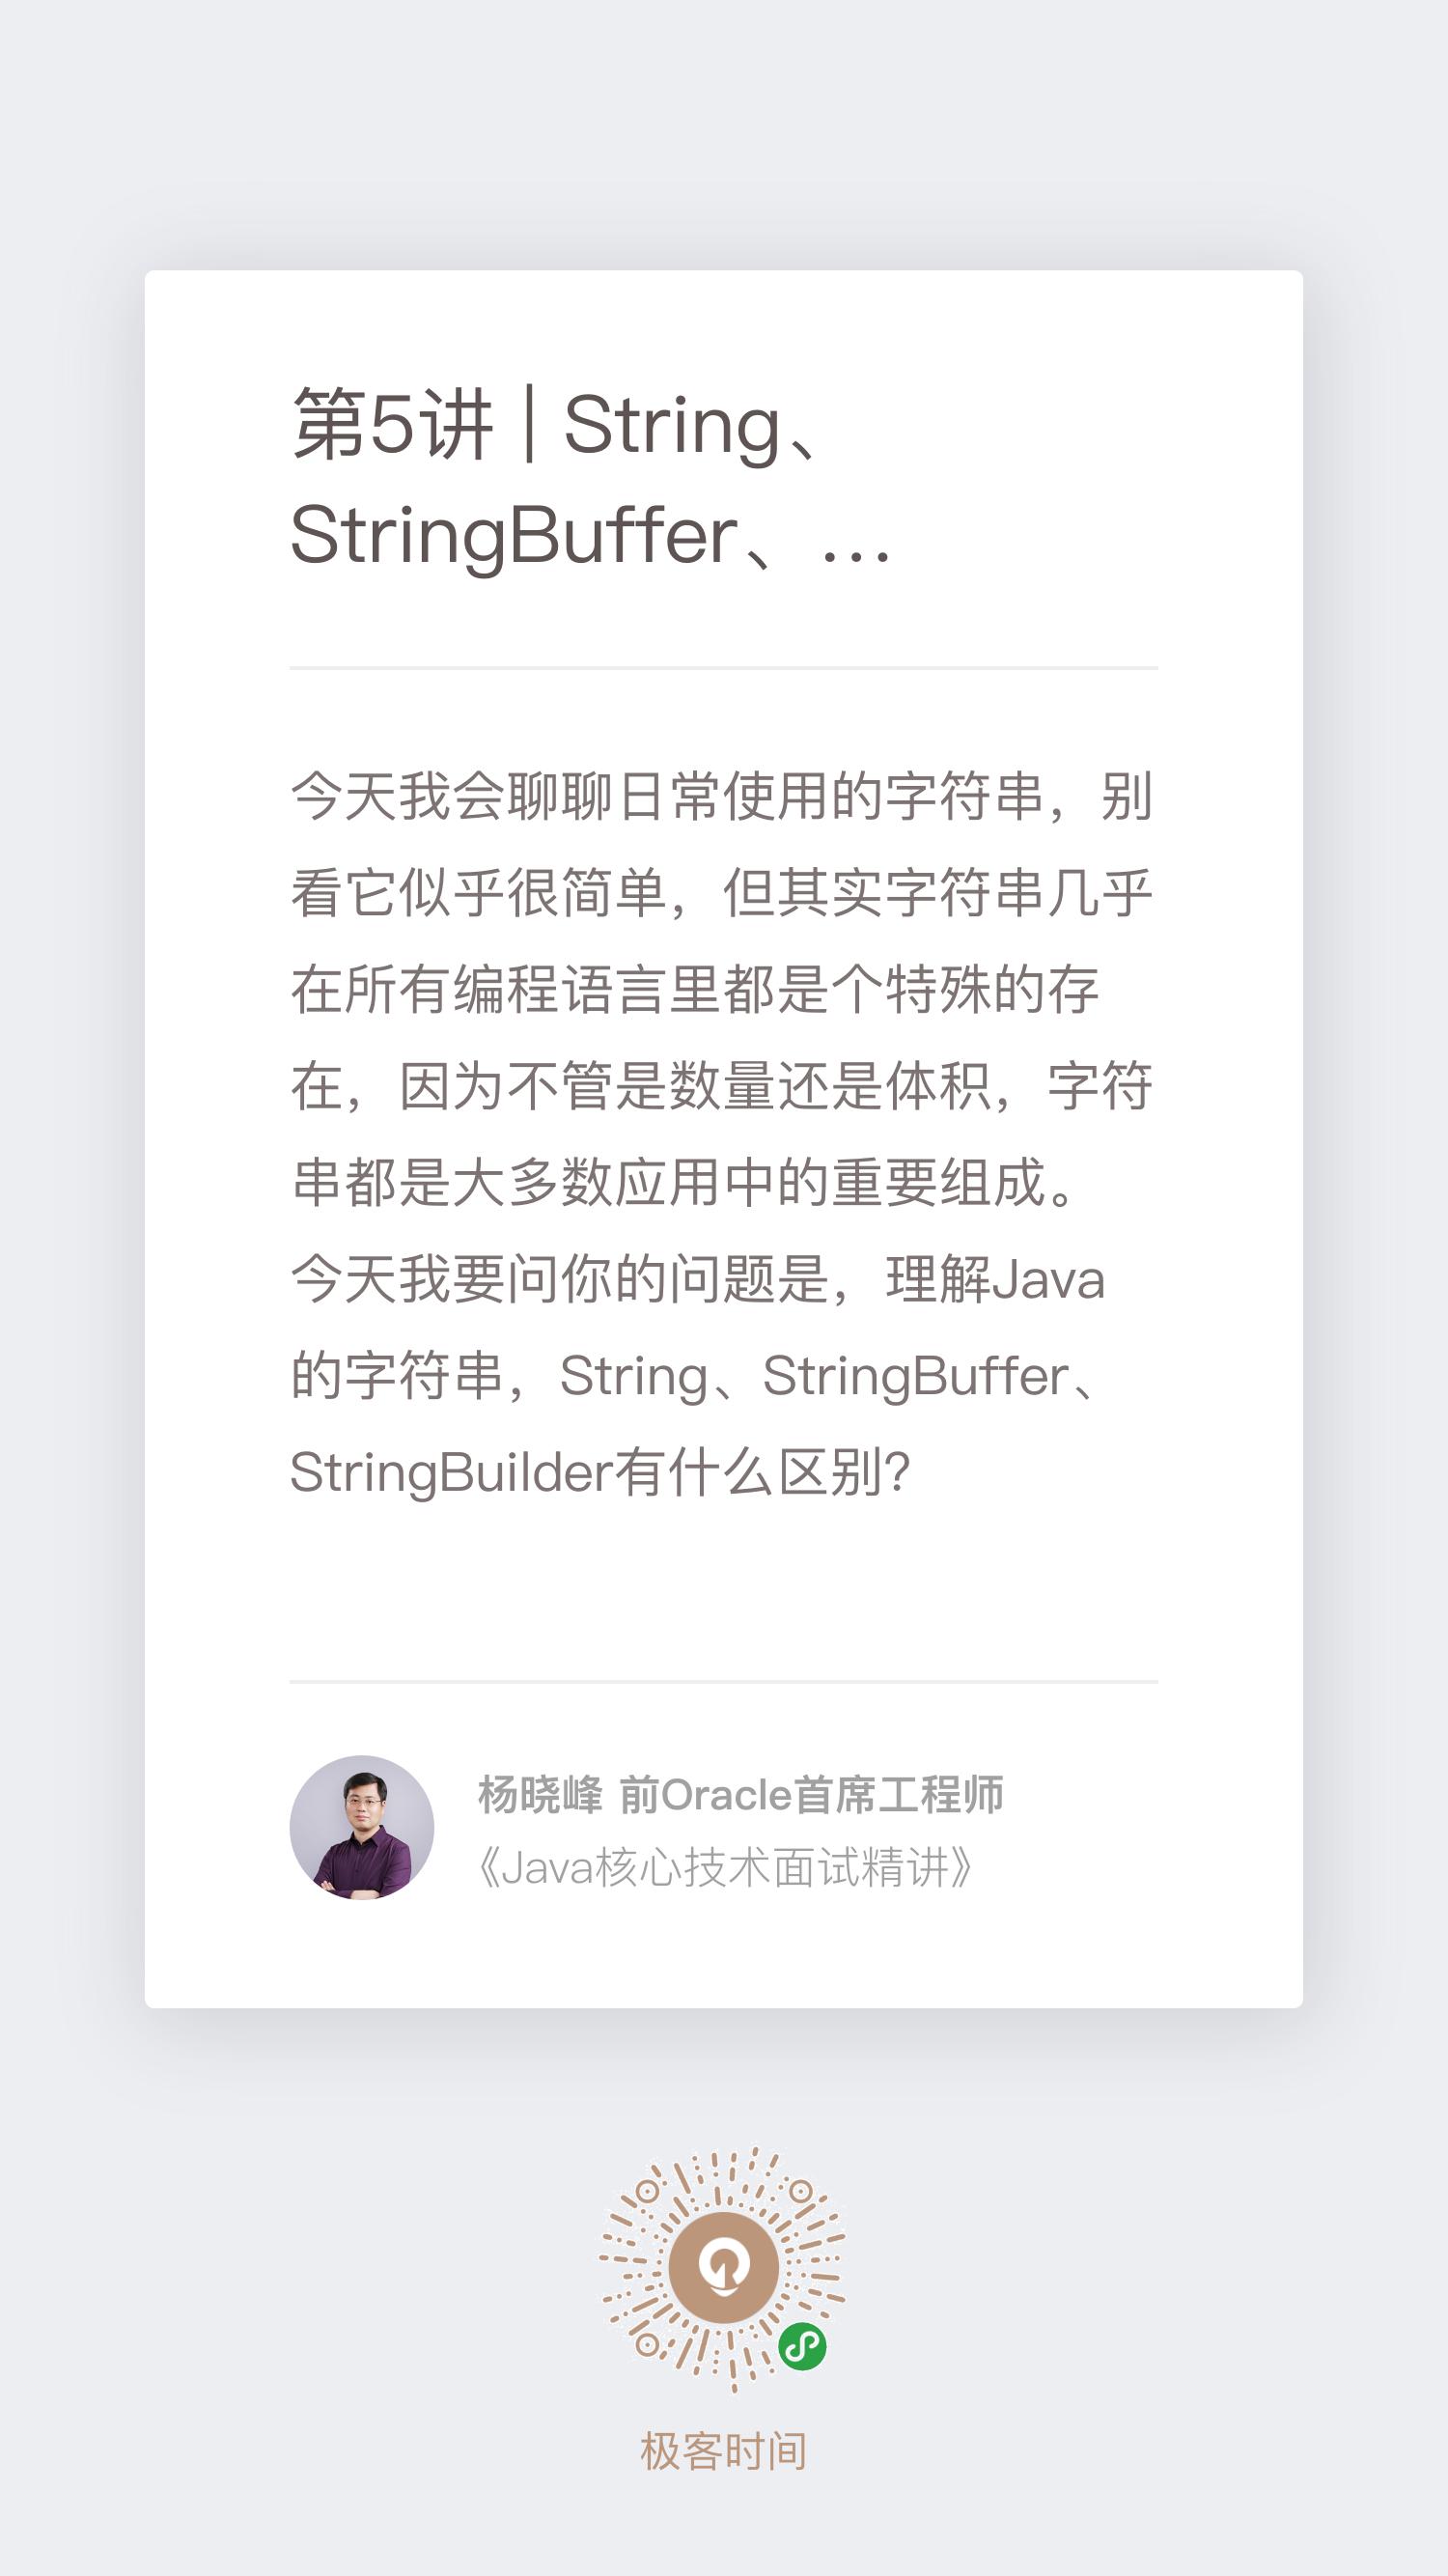 第5讲 | String、
StringBuffer、...
今天我会聊聊日常使用的字符串，别
看它似乎很简单，但其实字符串几乎
在所有编程语言里都是个特殊的存
在，因为不管是数量还是体积，字符
串都是大多数应用中的重要组成。
今天我要问你的问题是，理解Java
的字符串，String、StringBuffer、
StringBuilder有什么区别?
杨晓峰 前Oracle首席工程师
《Java核心技术面试精讲》
极客时间